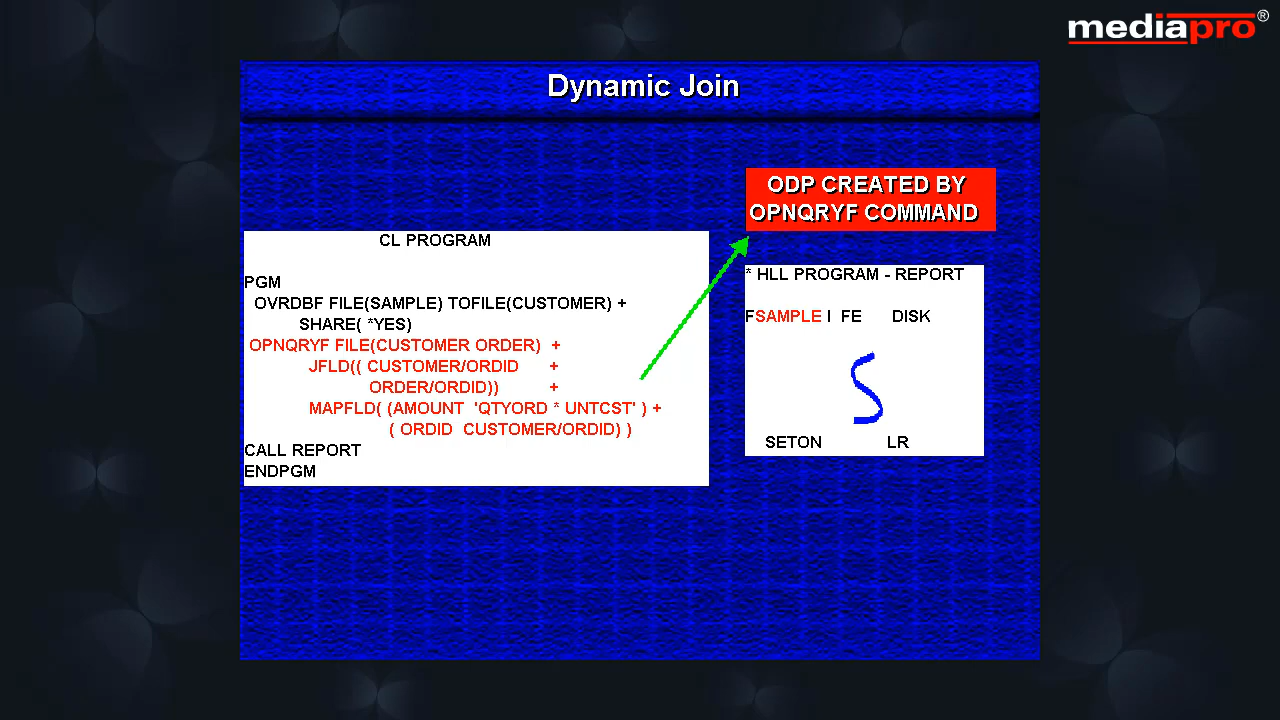 mediapro®
Dynamic Join
ODP CREATED BY
OPNQRYF COMMAND
CL PROGRAM
PGM
OVRDBF FILE(SAMPLE) TOFILE(CUSTOMER) +
SHARE( *YES)
OPNQRYF FILE(CUSTOMER ORDER) +
JFLD(( CUSTOMER/ORDID +
ORDER/ORDID)) +
MAPFLD( (AMOUNT 'QTYORD * UNTCST' ) +
( ORDID CUSTOMER/ORDID) )
CALL REPORT
ENDPGM
* HLL PROGRAM - REPORT
FSAMPLE I FE DISK
SETON LR